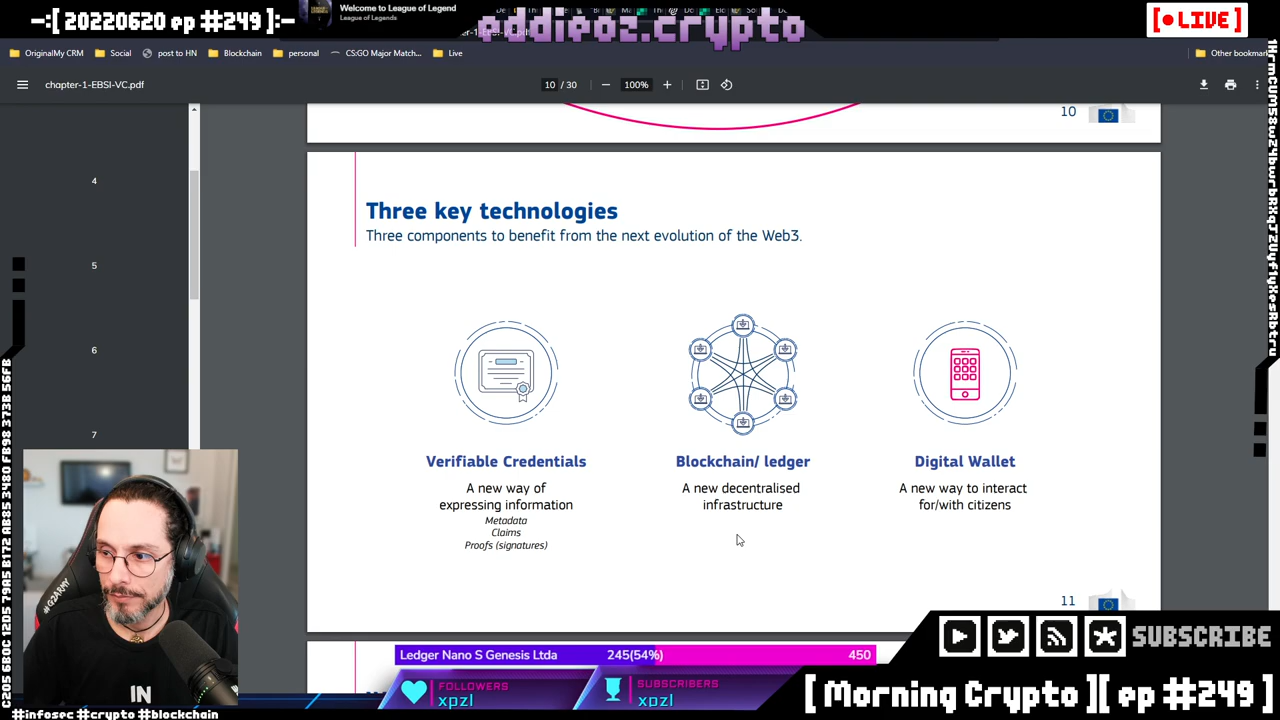 -:[ 20220620 ep #249 ]:-
Welcome to League of Legend
League of Legends
eddieoz.crypto
[● LIVE ]
OriginalMy CRM
Social
post to HN
Blockchain
personal
CS:GO Major Match...
Live
Other bookmar
chapter-1-EBSI-VC.pdf
10 / 30
100%
4
5
6
7
10
Three key technologies
Three components to benefit from the next evolution of the Web3.
Verifiable Credentials
A new way of
expressing information
Metadata
Claims
Proofs (signatures)
Blockchain/ ledger
A new decentralised
infrastructure
Digital Wallet
A new way to interact
for/with citizens
11
#G2ARMY
IN
Ledger Nano S Genesis Ltda
245(54%)
450
FOLLOWERS
xpzl
SUBSCRIBERS
xpzl
SUBSCRIBE
[ Morning Crypto ][ ep #249 ]
#infosec #crypto #blockchain